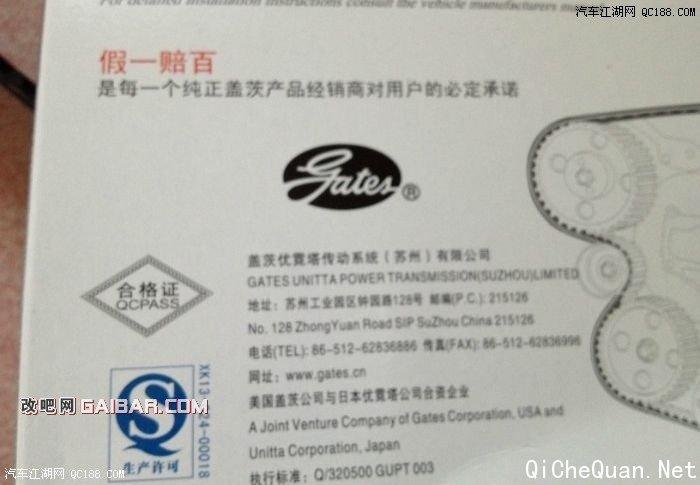 For detailed installation instructions consult the vehicle manufacturers
汽车江湖网 QC188.COM
假一赔百
是每一个纯正盖茨产品经销商对用户的必定承诺
Gates®
盖茨优霓塔传动系统（苏州）有限公司
GATES UNITTA POWER TRANSMISSION(SUZHOU)LIMITED
地址：苏州工业园区钟园路128号 邮编(P.C.): 215126
No. 128 ZhongYuan Road SIP SuZhou China 215126
电话(TEL): 86-512-62836886 传真(FAX): 86-512-62836996
网址：www.gates.cn
美国盖茨公司与日本优霓塔公司合资企业
A Joint Venture Company of Gates Corporation, USA and
Unitta Corporation, Japan
执行标准：Q/320500 GUPT 003
合格证
QCPASS
生产许可
改吧网 GAIBAR.COM
汽车江湖网 QC188.COM
QiCheQuan.Net